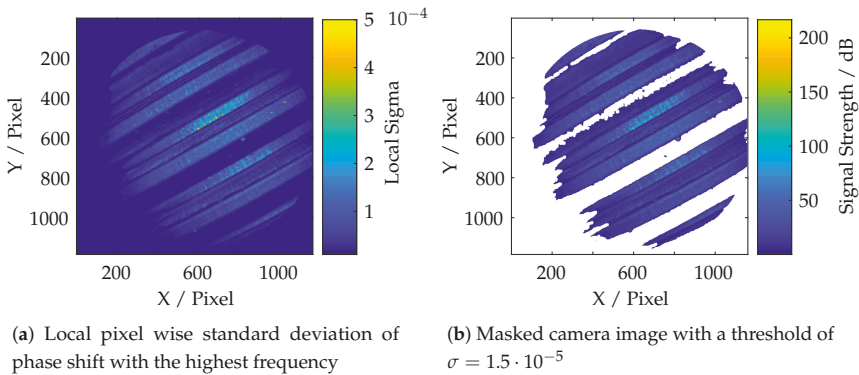 5 10⁻⁴
200
400
600
800
1000
Y / Pixel
200 600 1000
X / Pixel
4
3
2
1
Local Sigma
200
400
600
800
1000
Y / Pixel
200 600 1000
X / Pixel
200
150
100
50
Signal Strength / dB
(a) Local pixel wise standard deviation of
phase shift with the highest frequency
(b) Masked camera image with a threshold of
σ = 1.5 · 10⁻⁵